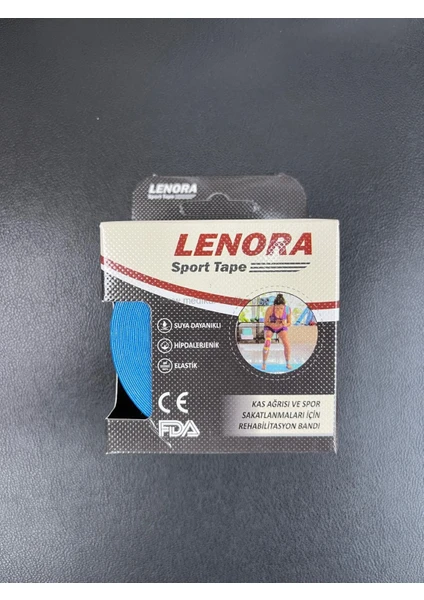 LENORA
Sport Tape
LENORA
Sport Tape
SUYA DAYANIKLI
HİPOALERJENİK
ELASTİK
CE
FDA
KAS AĞRISI VE SPOR
SAKATLANMALARI İÇİN
REHABİLİTASYON BANDI